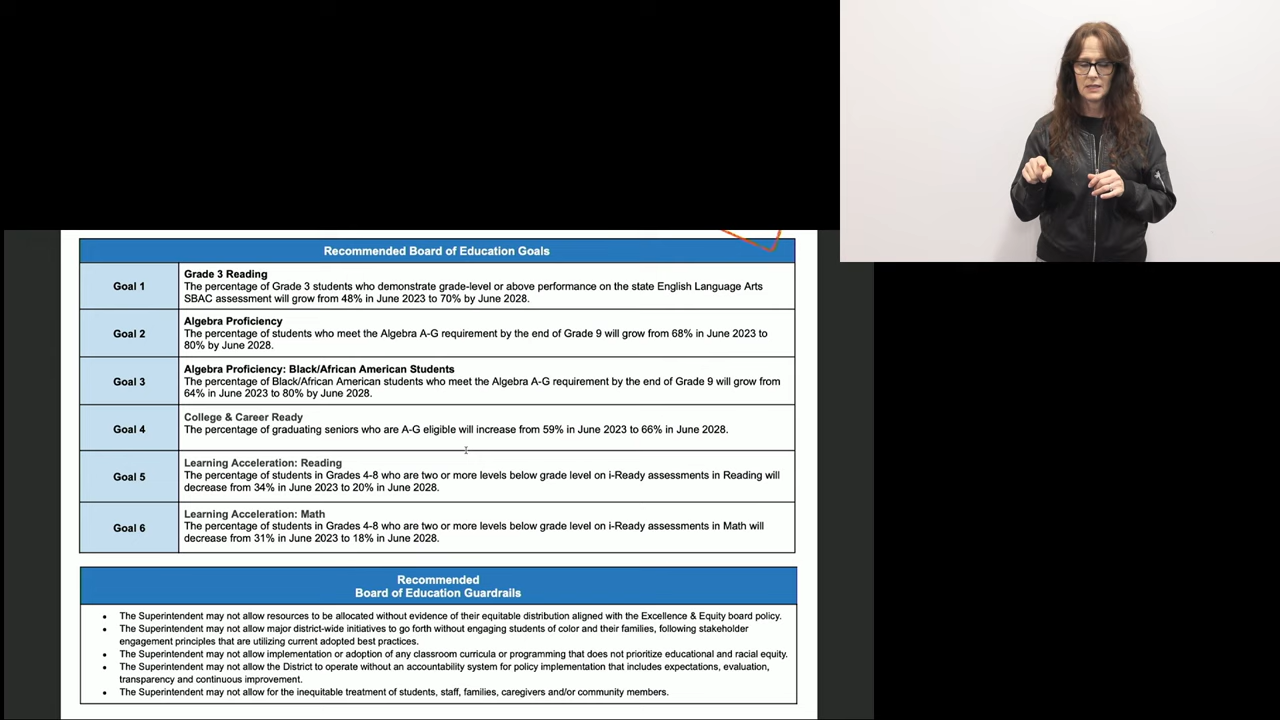 Recommended Board of Education Goals
Goal 1
Grade 3 Reading
The percentage of Grade 3 students who demonstrate grade-level or above performance on the state English Language Arts
SBAC assessment will grow from 48% in June 2023 to 70% by June 2028.
Goal 2
Algebra Proficiency
The percentage of students who meet the Algebra A-G requirement by the end of Grade 9 will grow from 68% in June 2023 to
80% by June 2028.
Goal 3
Algebra Proficiency: Black/African American Students
The percentage of Black/African American students who meet the Algebra A-G requirement by the end of Grade 9 will grow from
64% in June 2023 to 80% by June 2028.
Goal 4
College & Career Ready
The percentage of graduating seniors who are A-G eligible will increase from 59% in June 2023 to 66% in June 2028.
Goal 5
Learning Acceleration: Reading
The percentage of students in Grades 4-8 who are two or more levels below grade level on i-Ready assessments in Reading will
decrease from 34% in June 2023 to 20% in June 2028.
Goal 6
Learning Acceleration: Math
The percentage of students in Grades 4-8 who are two or more levels below grade level on i-Ready assessments in Math will
decrease from 31% in June 2023 to 18% in June 2028.
Recommended
Board of Education Guardrails
• The Superintendent may not allow resources to be allocated without evidence of their equitable distribution aligned with the Excellence & Equity board policy.
• The Superintendent may not allow major district-wide initiatives to go forth without engaging students of color and their families, following stakeholder
engagement principles that are utilizing current adopted best practices.
• The Superintendent may not allow implementation or adoption of any classroom curricula or programming that does not prioritize educational and racial equity.
• The Superintendent may not allow the District to operate without an accountability system for policy implementation that includes expectations, evaluation,
transparency and continuous improvement.
• The Superintendent may not allow for the inequitable treatment of students, staff, families, caregivers and/or community members.